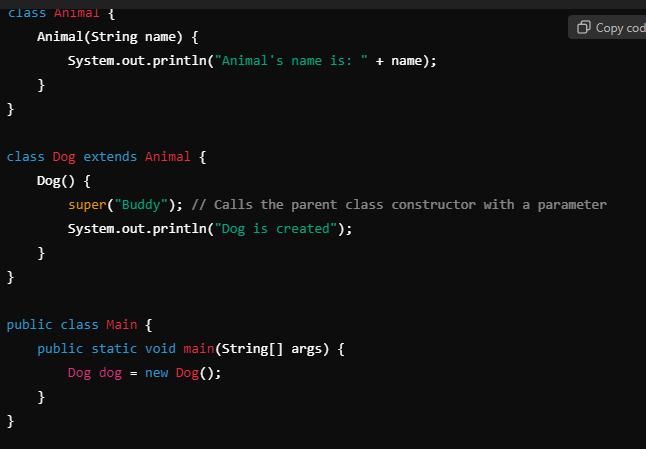 class Animal {
Copy cod
    Animal(String name) {
        System.out.println("Animal's name is: " + name);
    }
}

class Dog extends Animal {
    Dog() {
        super("Buddy"); // Calls the parent class constructor with a parameter
        System.out.println("Dog is created");
    }
}

public class Main {
    public static void main(String[] args) {
        Dog dog = new Dog();
    }
}